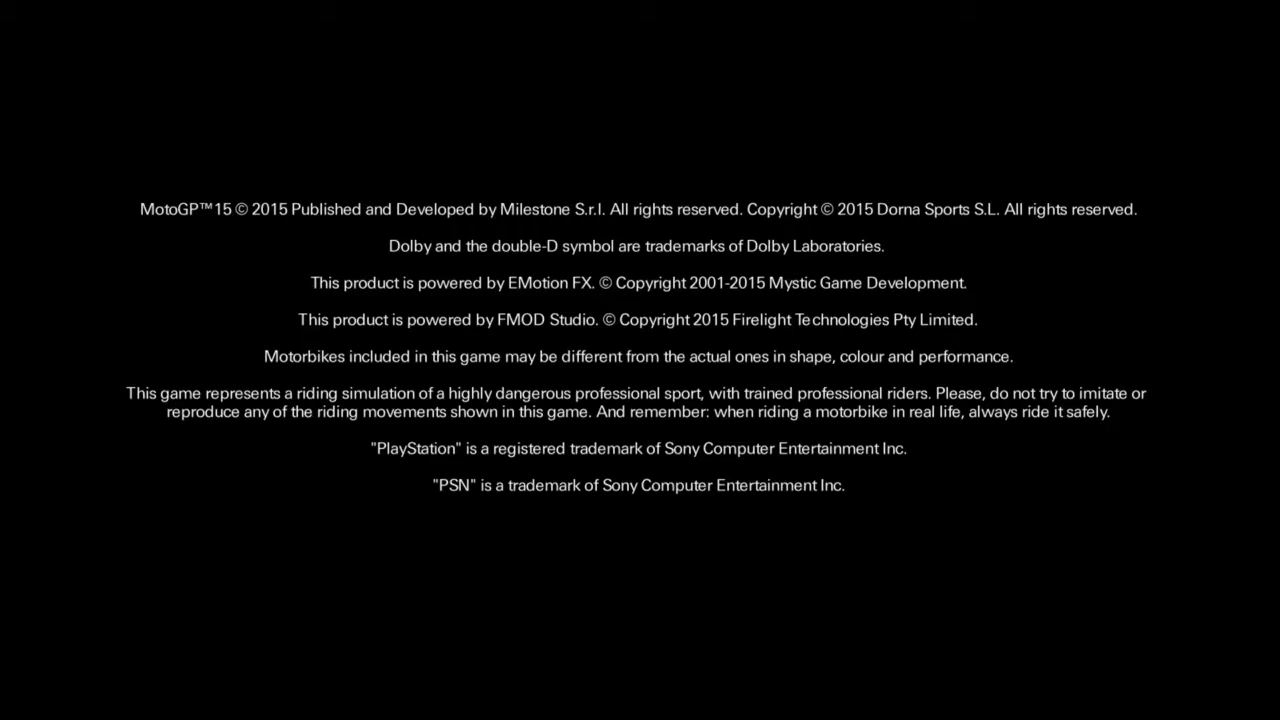 MotoGP™15 © 2015 Published and Developed by Milestone S.r.l. All rights reserved. Copyright © 2015 Dorna Sports S.L. All rights reserved.
Dolby and the double-D symbol are trademarks of Dolby Laboratories.
This product is powered by EMotion FX. © Copyright 2001-2015 Mystic Game Development.
This product is powered by FMOD Studio. © Copyright 2015 Firelight Technologies Pty Limited.
Motorbikes included in this game may be different from the actual ones in shape, colour and performance.
This game represents a riding simulation of a highly dangerous professional sport, with trained professional riders. Please, do not try to imitate or
reproduce any of the riding movements shown in this game. And remember: when riding a motorbike in real life, always ride it safely.
"PlayStation" is a registered trademark of Sony Computer Entertainment Inc.
"PSN" is a trademark of Sony Computer Entertainment Inc.